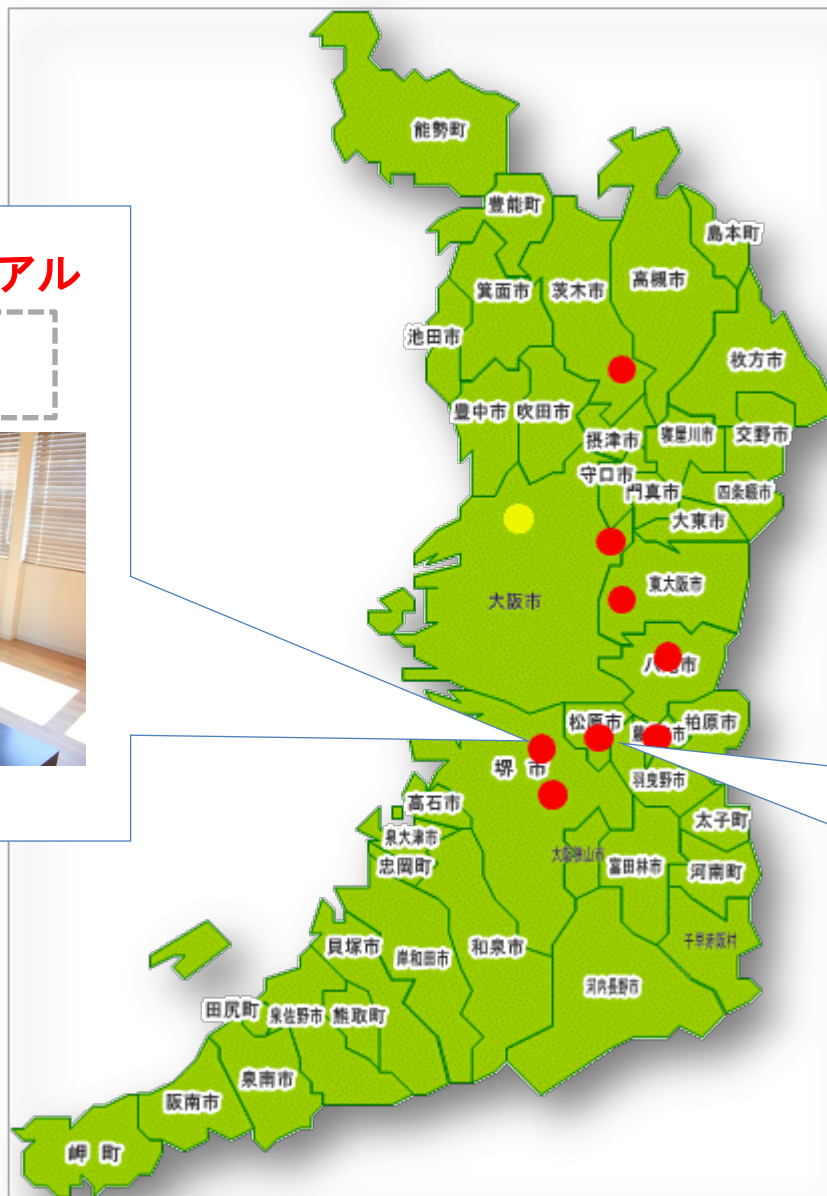 能勢町
豊能町
島本町
アル
箕面市
茨木市
高槻市
池田市
枚方市
豊中市
吹田市
摂津市
寝屋川市
交野市
守口市
門真市
四条畷市
大東市
東大阪市
大阪市
八
市
松原市
柏原市
市
堺 市
羽曳野市
高石市
太子町
泉大津市
大阪狭山市
忠岡町
富田林市
河南町
貝塚市
岸和田市
和泉市
千早赤阪村
河内長野市
田尻町
泉佐野市
熊取町
泉南市
阪南市
岬 町